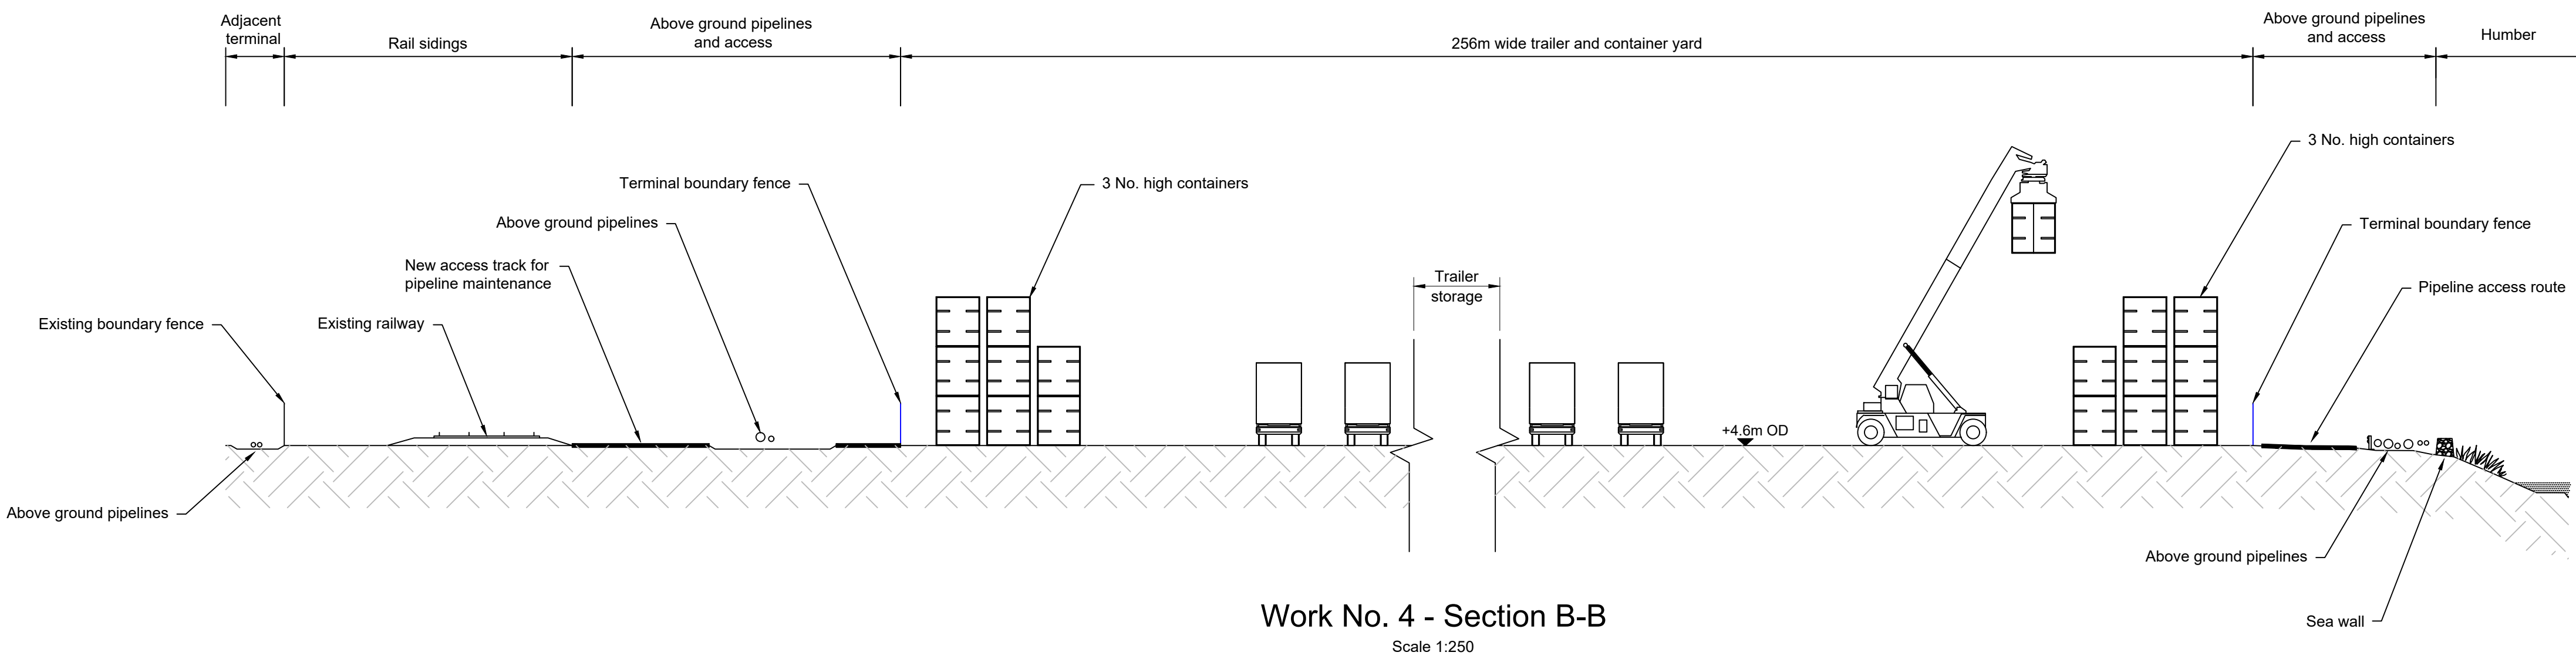 Adjacent
terminal
Rail sidings
Above ground pipelines
and access
256m wide trailer and container yard
Above ground pipelines
and access
Humber
3 No. high containers
Terminal boundary fence
3 No. high containers
Above ground pipelines
Terminal boundary fence
New access track for
pipeline maintenance
Trailer
storage
Pipeline access route
Existing boundary fence
Existing railway
+4.6m OD
Above ground pipelines
Above ground pipelines
Work No. 4 - Section B-B
Sea wall
Scale 1:250